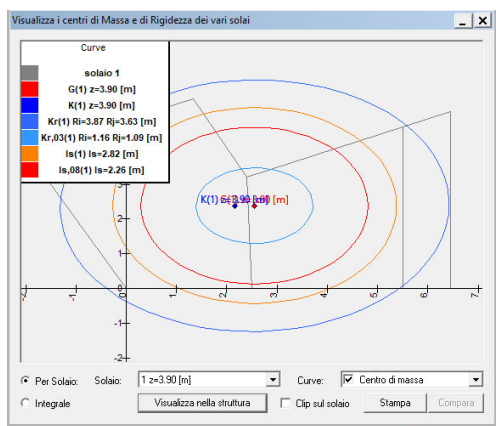 Visualizza i centri di Massa e di Rigidezza dei vari solai
Curve
solaio 1
G(1) z=3.90 [m]
K(1) z=3.90 [m]
Kr(1) Ri=3.87 Rj=3.63 [m]
Kr,03(1) Ri=1.16 Rj=1.09 [m]
Is(1) Is=2.82 [m]
Is,08(1) Is=2.26 [m]
3
K(1) z=3.90 [m]
2
-1 0 1 2 3 4 5 6 7
-1
-2
Per Solaio: Solaio: 1 z=3.90 [m] Curve: Centro di massa
Integrale Visualizza nella struttura Clip sul solaio Stampa Compara